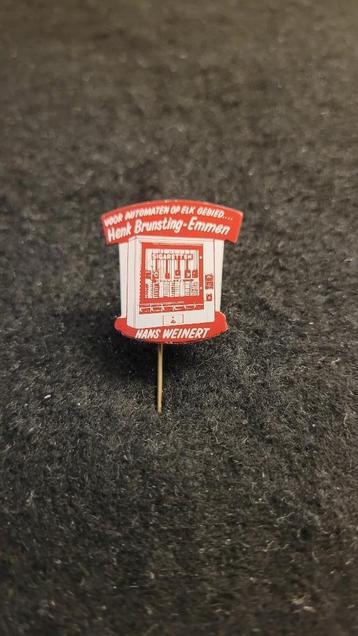 VOOR AUTOMATEN OP ELK GEBIED....
Henk Brunsting-Emmen
SIGARETTEN
HANS WEINERT